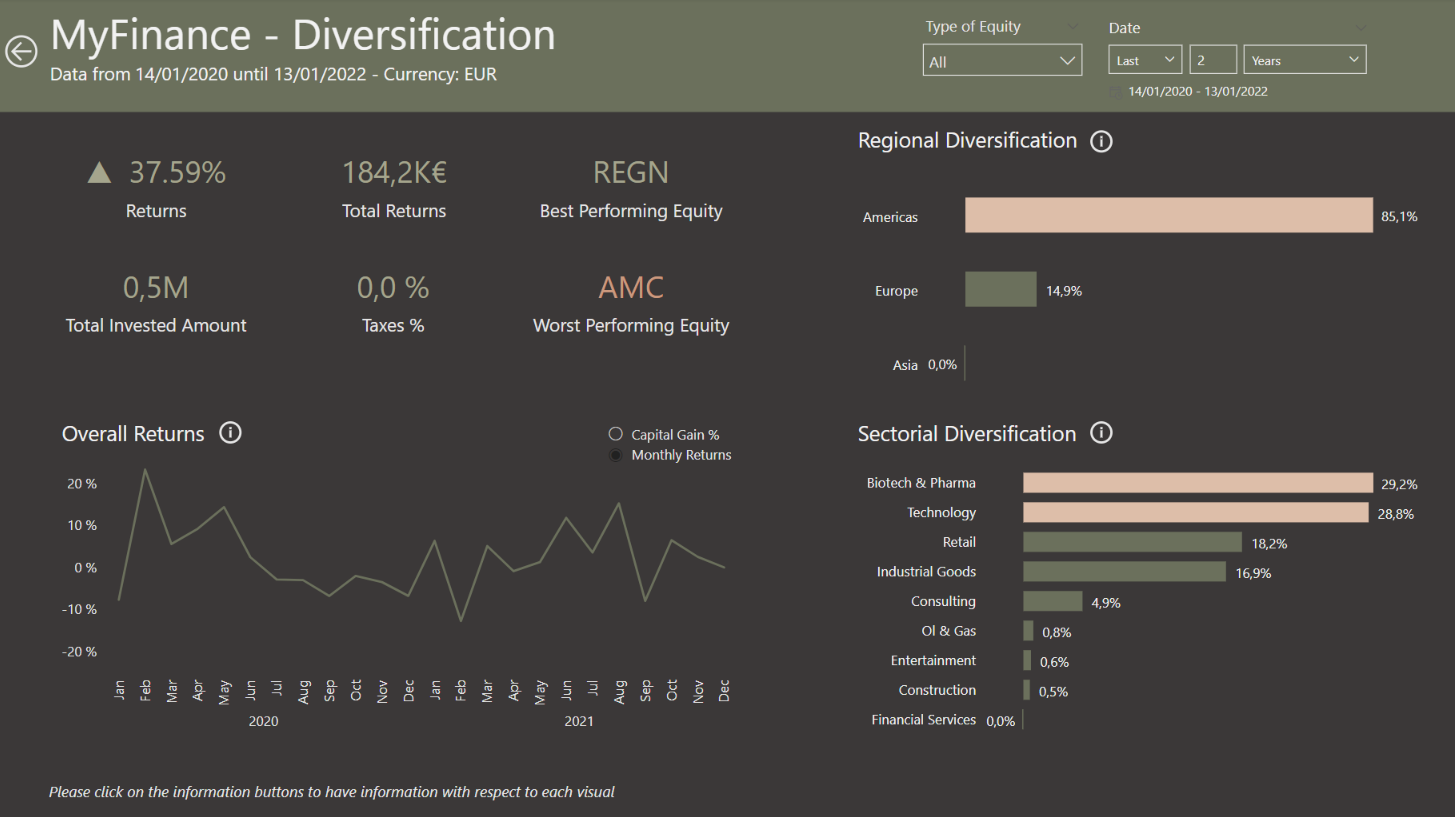 MyFinance - Diversification
Data from 14/01/2020 until 13/01/2022 - Currency: EUR
Type of Equity
All
Date
Last
2
Years
14/01/2020 - 13/01/2022
37.59%
Returns
184,2K€
Total Returns
REGN
Best Performing Equity
0,5M
Total Invested Amount
0,0 %
Taxes %
AMC
Worst Performing Equity
Regional Diversification
Americas 85,1%
Europe 14,9%
Asia 0,0%
Overall Returns
Capital Gain %
Monthly Returns
20 %
10 %
0 %
-10 %
-20 %
Jan Feb Mar Apr May Jun Jul Aug Sep Oct Nov Dec Jan Feb Mar Apr May Jun Jul Aug Sep Oct Nov Dec
2020 2021
Sectorial Diversification
Biotech & Pharma 29,2%
Technology 28,8%
Retail 18,2%
Industrial Goods 16,9%
Consulting 4,9%
Ol & Gas 0,8%
Entertainment 0,6%
Construction 0,5%
Financial Services 0,0%
Please click on the information buttons to have information with respect to each visual